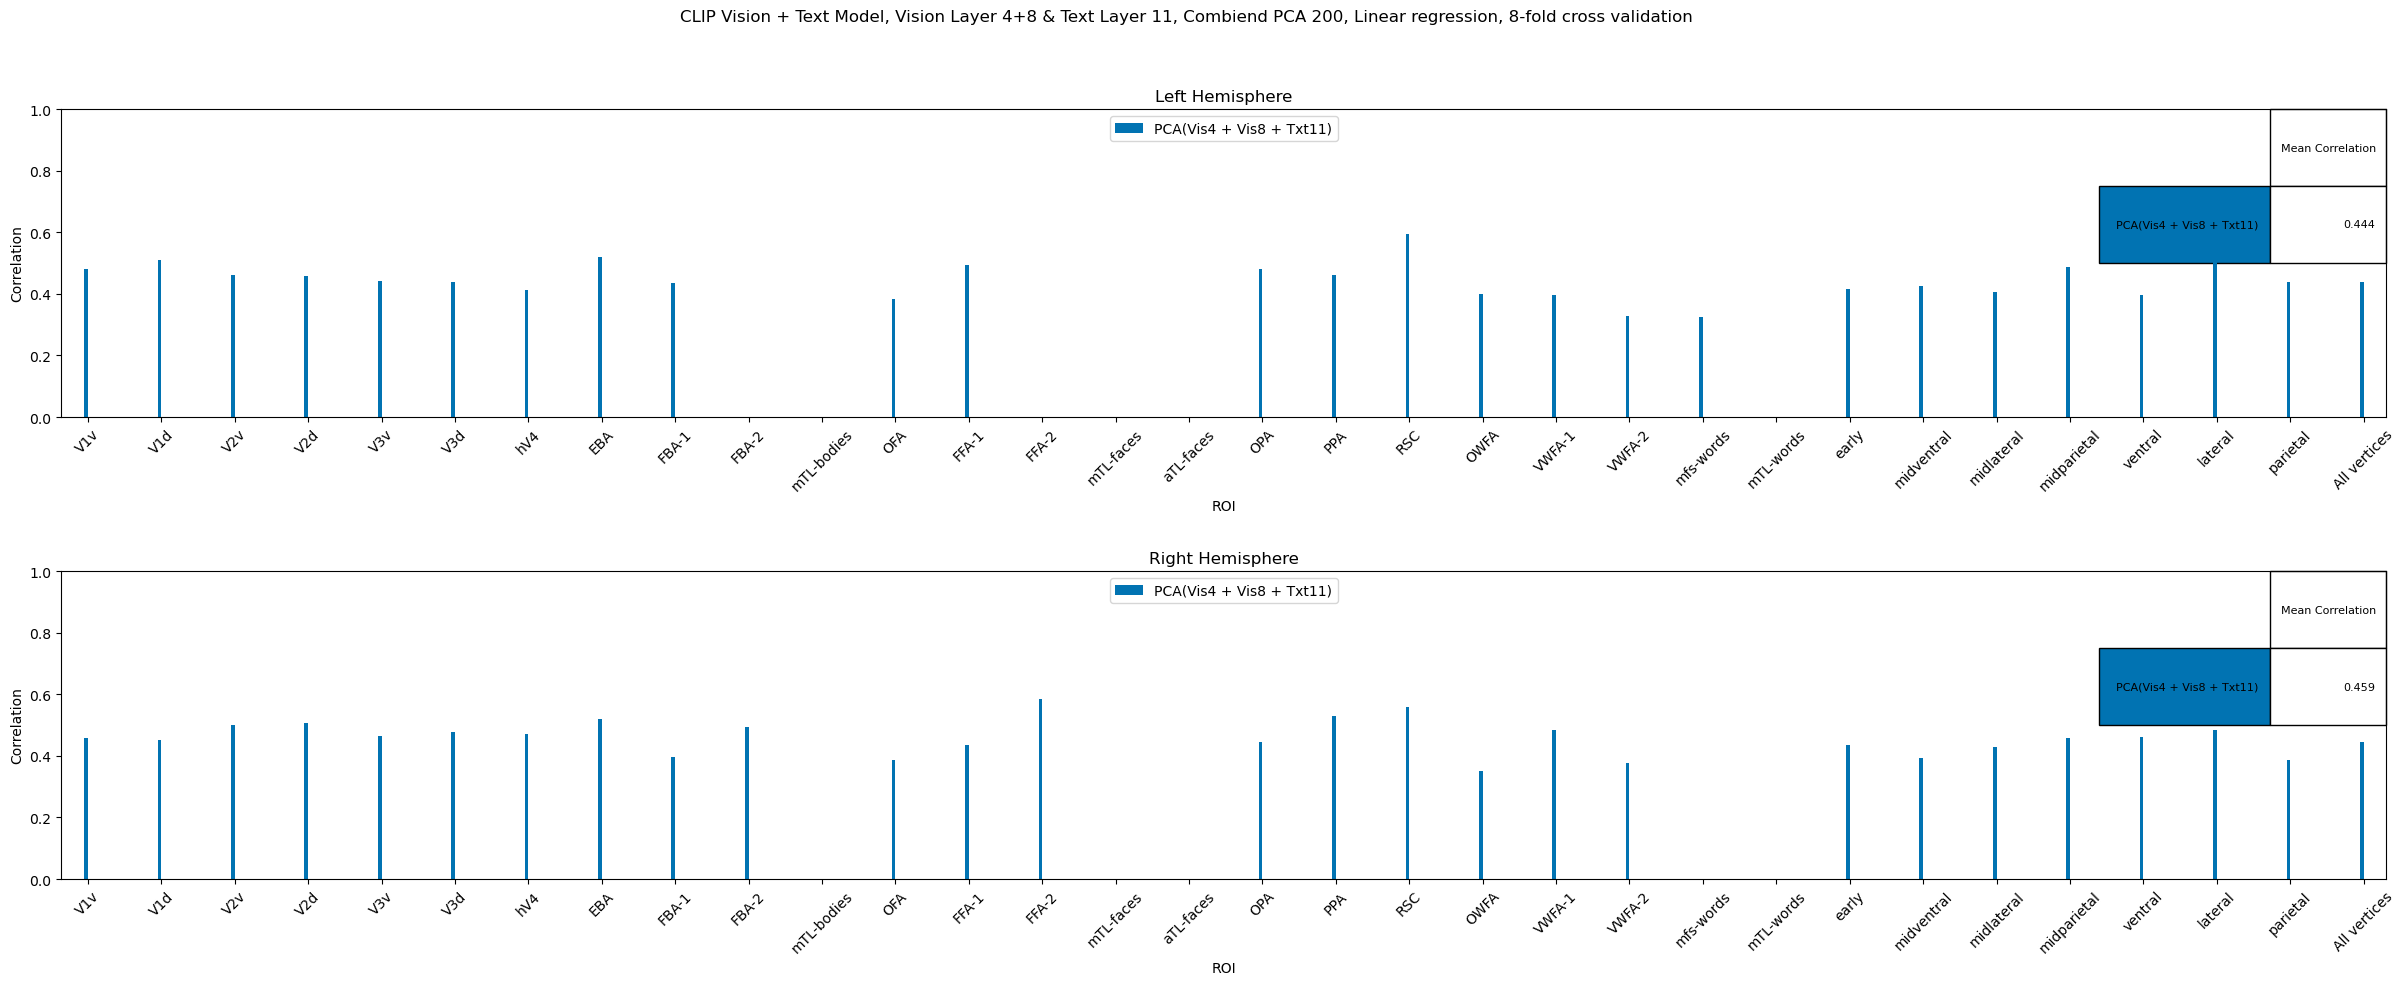 CLIP Vision + Text Model, Vision Layer 4+8 & Text Layer 11, Combiend PCA 200, Linear regression, 8-fold cross validation
Left Hemisphere
PCA(Vis4 + Vis8 + Txt11)
Mean Correlation
PCA(Vis4 + Vis8 + Txt11) 0.444
Correlation
1.0
0.8
0.6
0.4
0.2
0.0
V1v V1d V2v V2d V3v V3d hV4 EBA FBA-1 FBA-2 mTL-bodies OFA FFA-1 FFA-2 mTL-faces aTL-faces OPA PPA RSC OWFA VWFA-1 VWFA-2 mfs-words mTL-words early midventral midlateral midparietal ventral lateral parietal All vertices
ROI
Right Hemisphere
PCA(Vis4 + Vis8 + Txt11)
Mean Correlation
PCA(Vis4 + Vis8 + Txt11) 0.459
Correlation
1.0
0.8
0.6
0.4
0.2
0.0
V1v V1d V2v V2d V3v V3d hV4 EBA FBA-1 FBA-2 mTL-bodies OFA FFA-1 FFA-2 mTL-faces aTL-faces OPA PPA RSC OWFA VWFA-1 VWFA-2 mfs-words mTL-words early midventral midlateral midparietal ventral lateral parietal All vertices
ROI